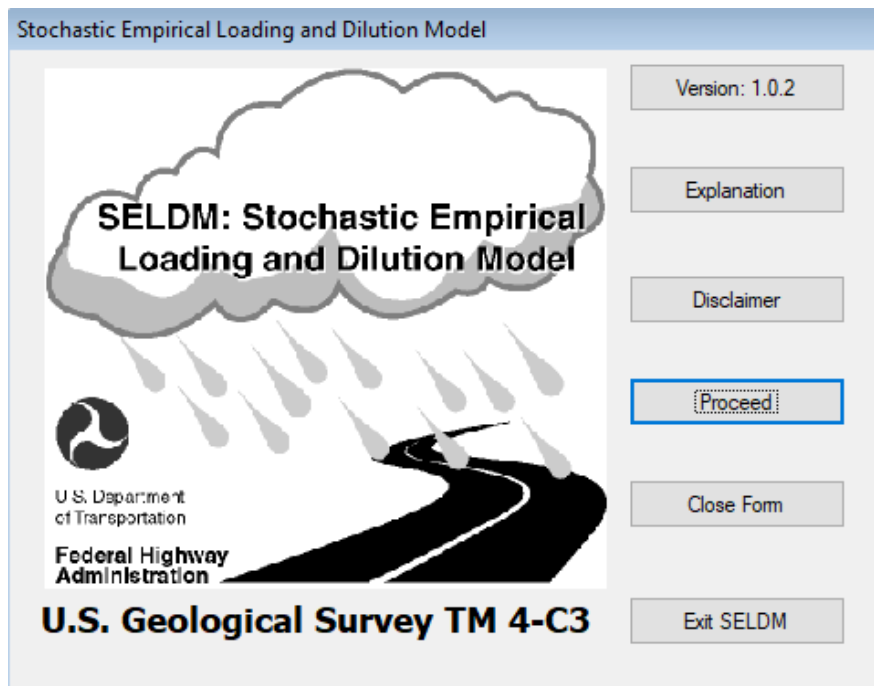 Stochastic Empirical Loading and Dilution Model
SELDM: Stochastic Empirical
Loading and Dilution Model
U.S. Department
of Transportation
Federal Highway
Administration
U.S. Geological Survey TM 4-C3
Version: 1.0.2
Explanation
Disclaimer
Proceed
Close Form
Exit SELDM